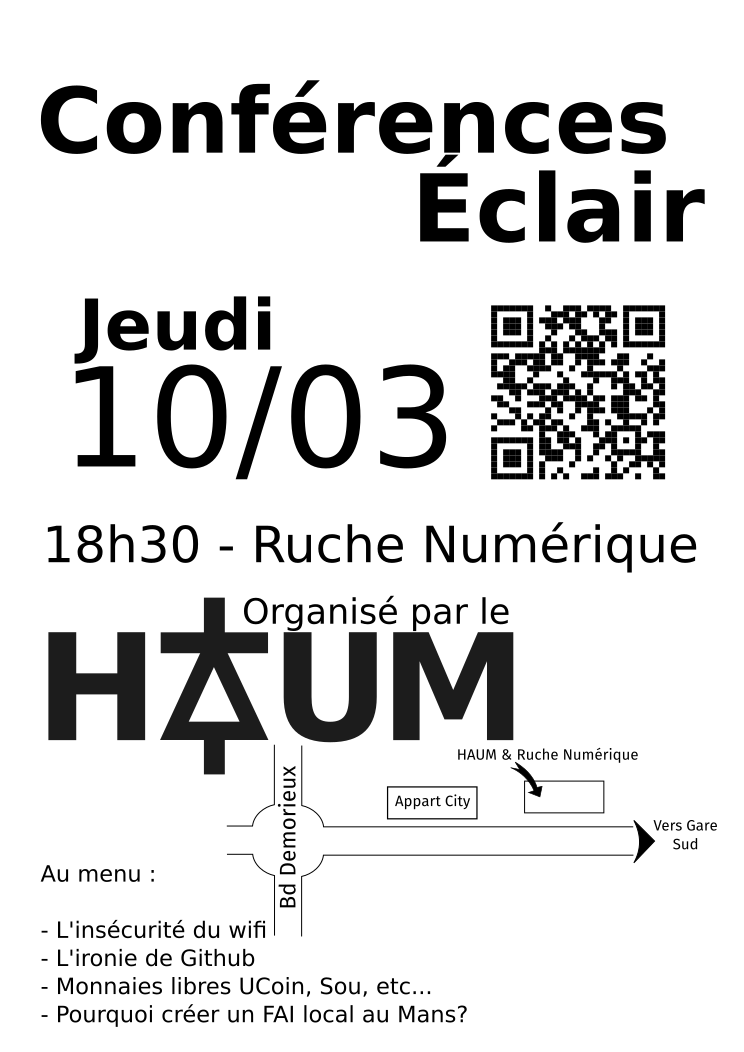 Conférences
Éclair
Jeudi
10/03
18h30 - Ruche Numérique
Organisé par le
HAUM
HAUM & Ruche Numérique
Appart City
Vers Gare
Sud
Bd Demorieux
Au menu :
- L'insécurité du wifi
- L'ironie de Github
- Monnaies libres UCoin, Sou, etc...
- Pourquoi créer un FAI local au Mans?